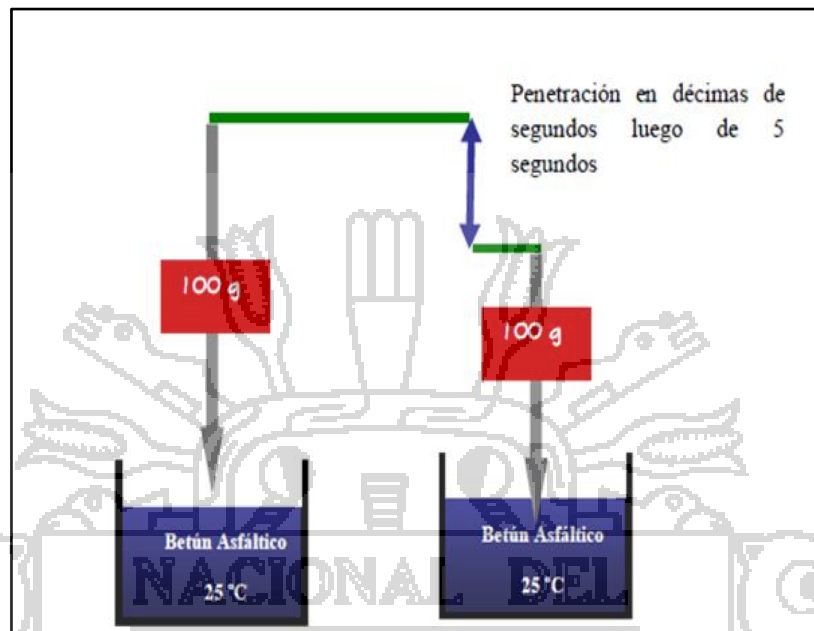 Penetración en décimas de
segundos luego de 5
segundos
100 g
100 g
Betún Asfáltico
25 °C
Betún Asfáltico
25 °C
NACIONAL DEL